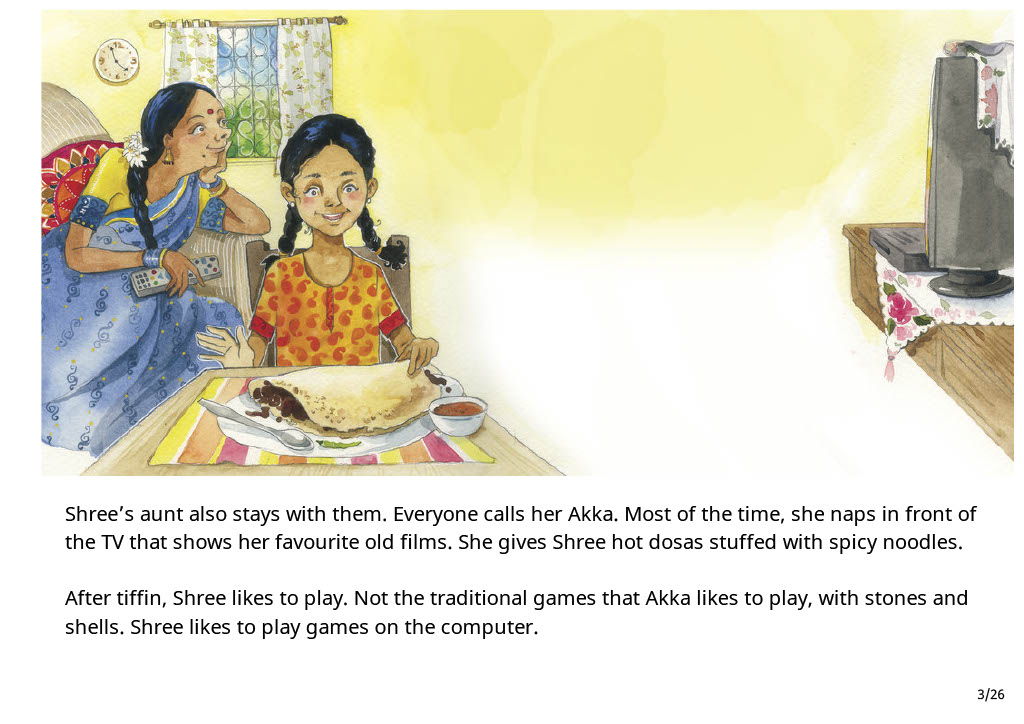 Shree’s aunt also stays with them. Everyone calls her Akka. Most of the time, she naps in front of
the TV that shows her favourite old films. She gives Shree hot dosas stuffed with spicy noodles.
After tiffin, Shree likes to play. Not the traditional games that Akka likes to play, with stones and
shells. Shree likes to play games on the computer.
3/26